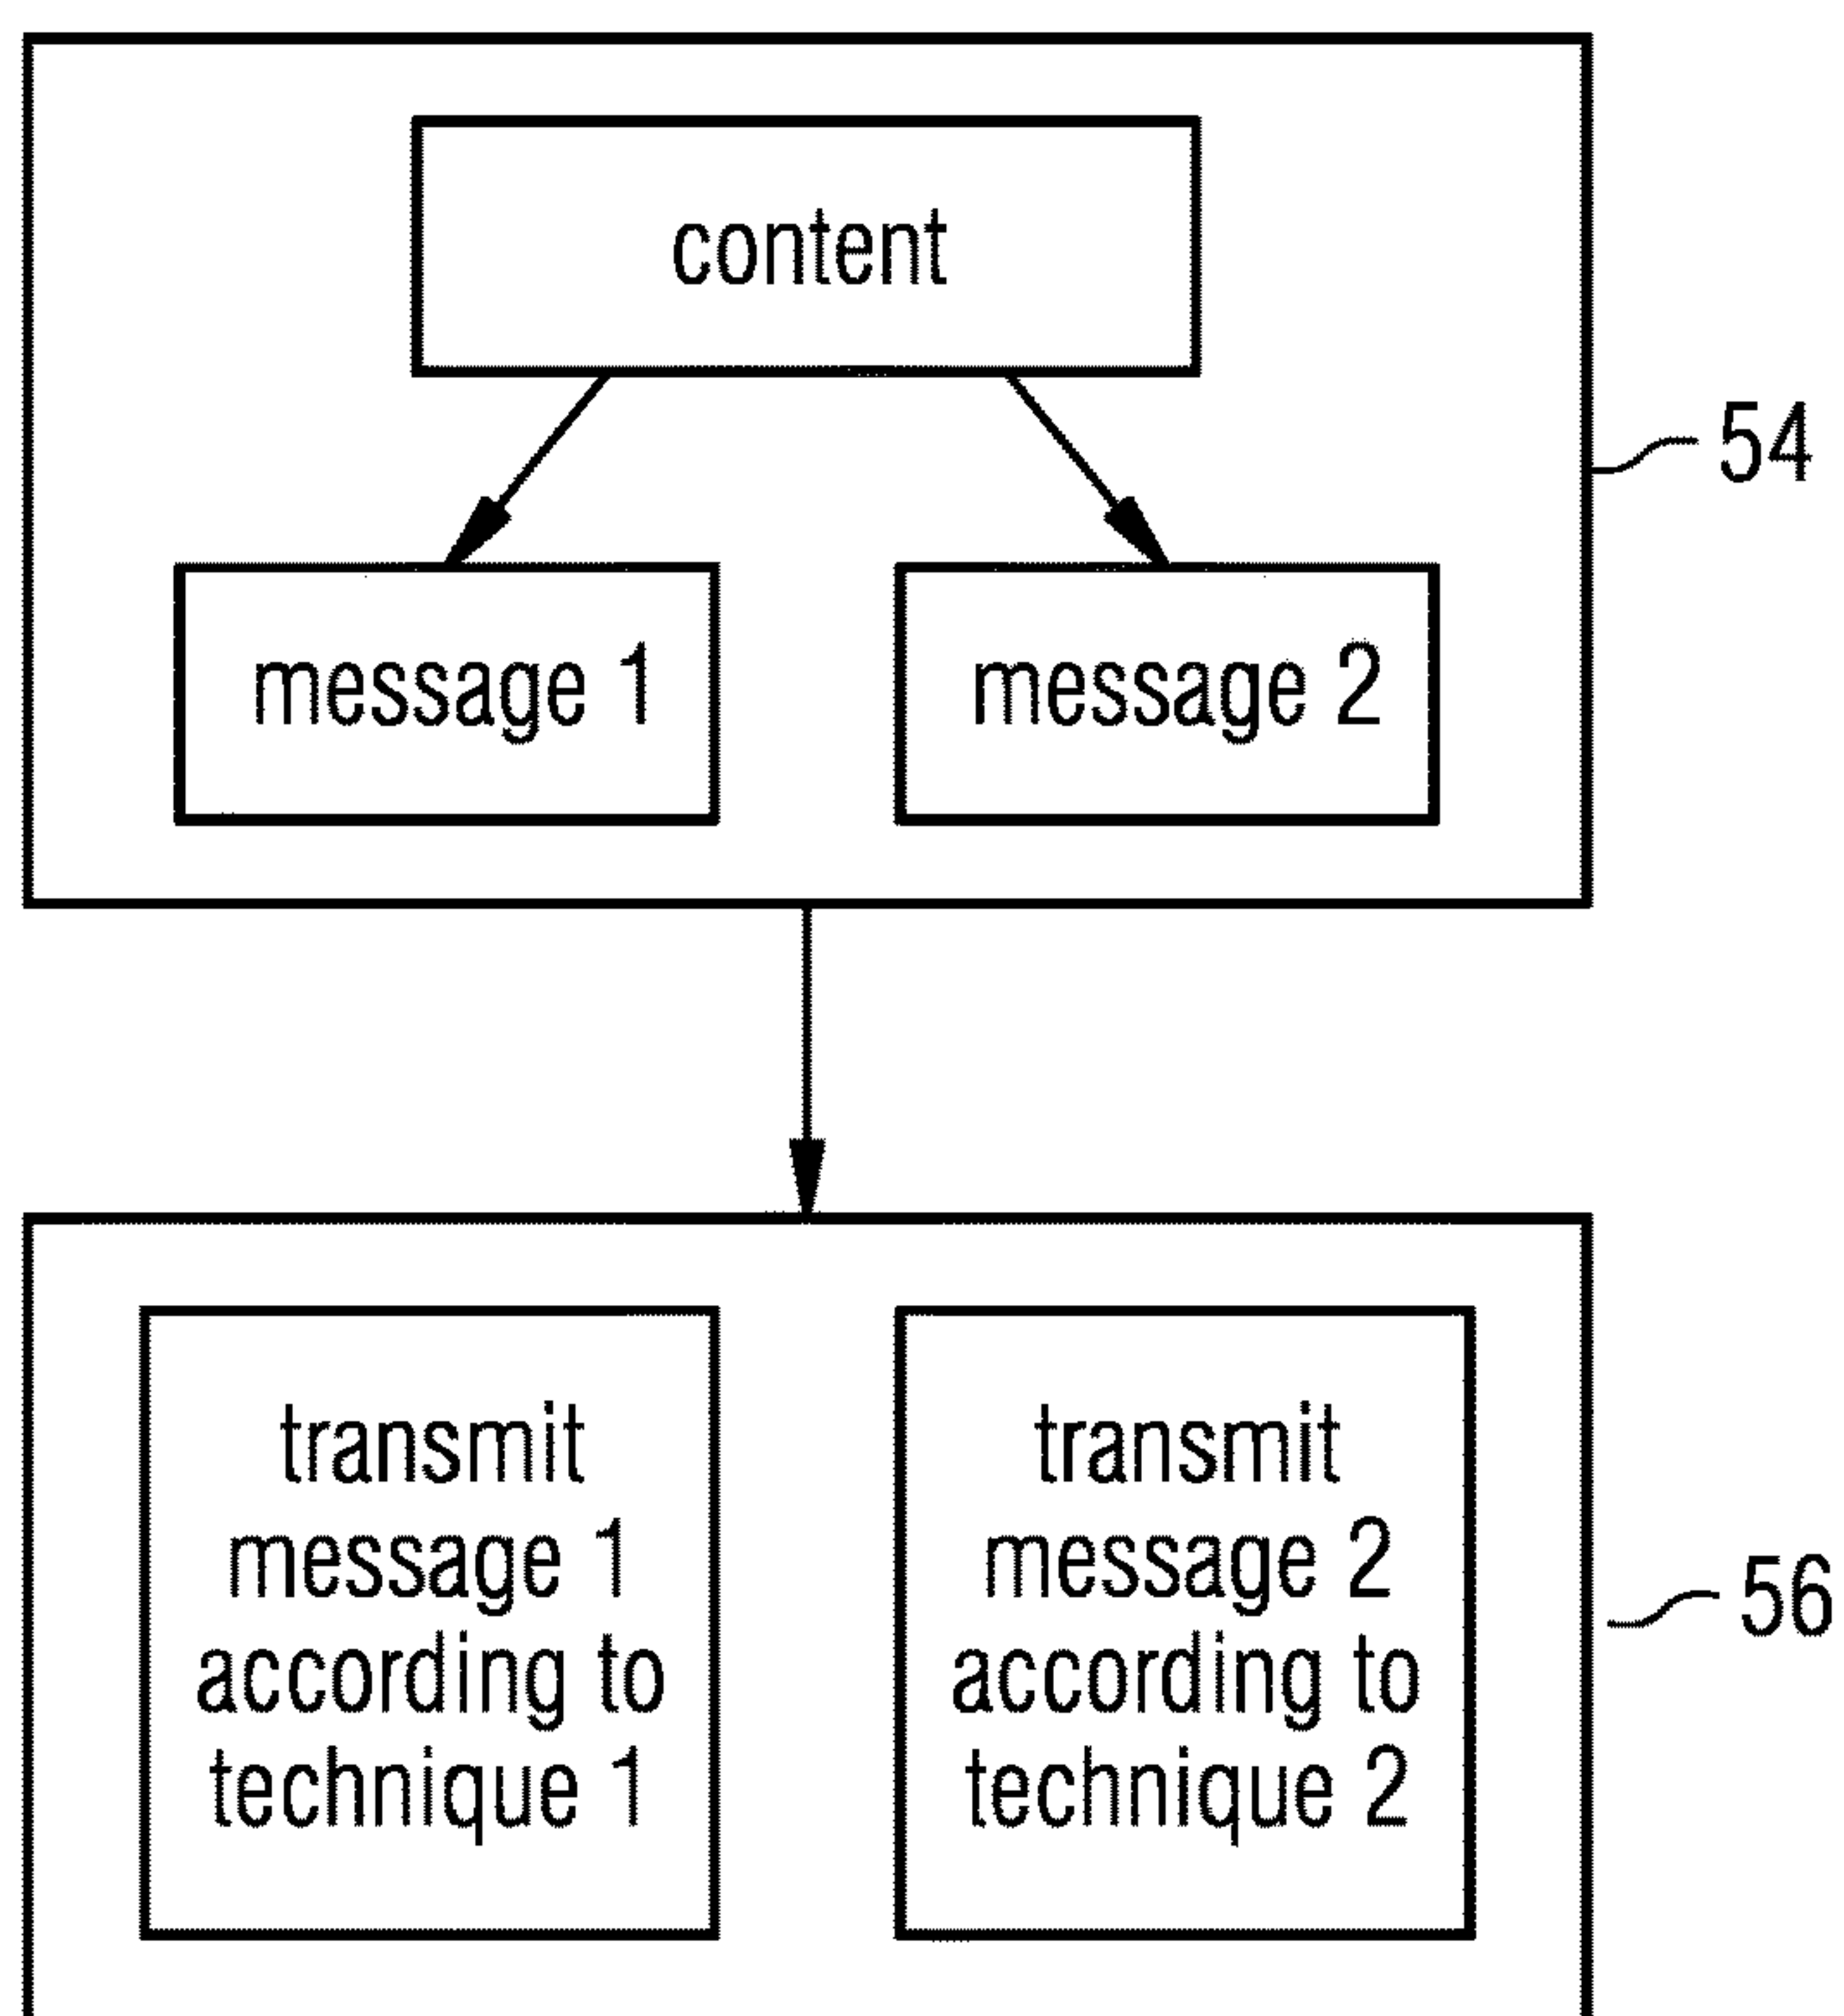 content
54
message 1
message 2
transmit
message 1
according to
technique 1
transmit
message 2
according to
technique 2
56